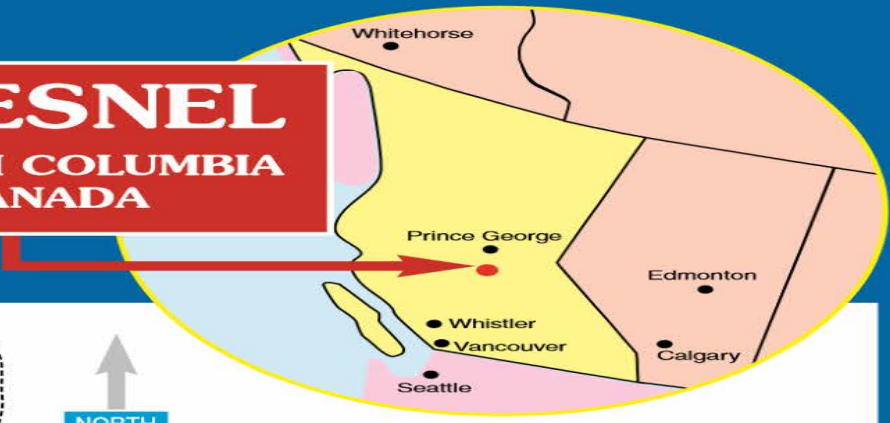 Whitehorse
ESNEL
COLUMBIA
ANADA
Prince George
Edmonton
Whistler
Vancouver
Calgary
Seattle
NORTH